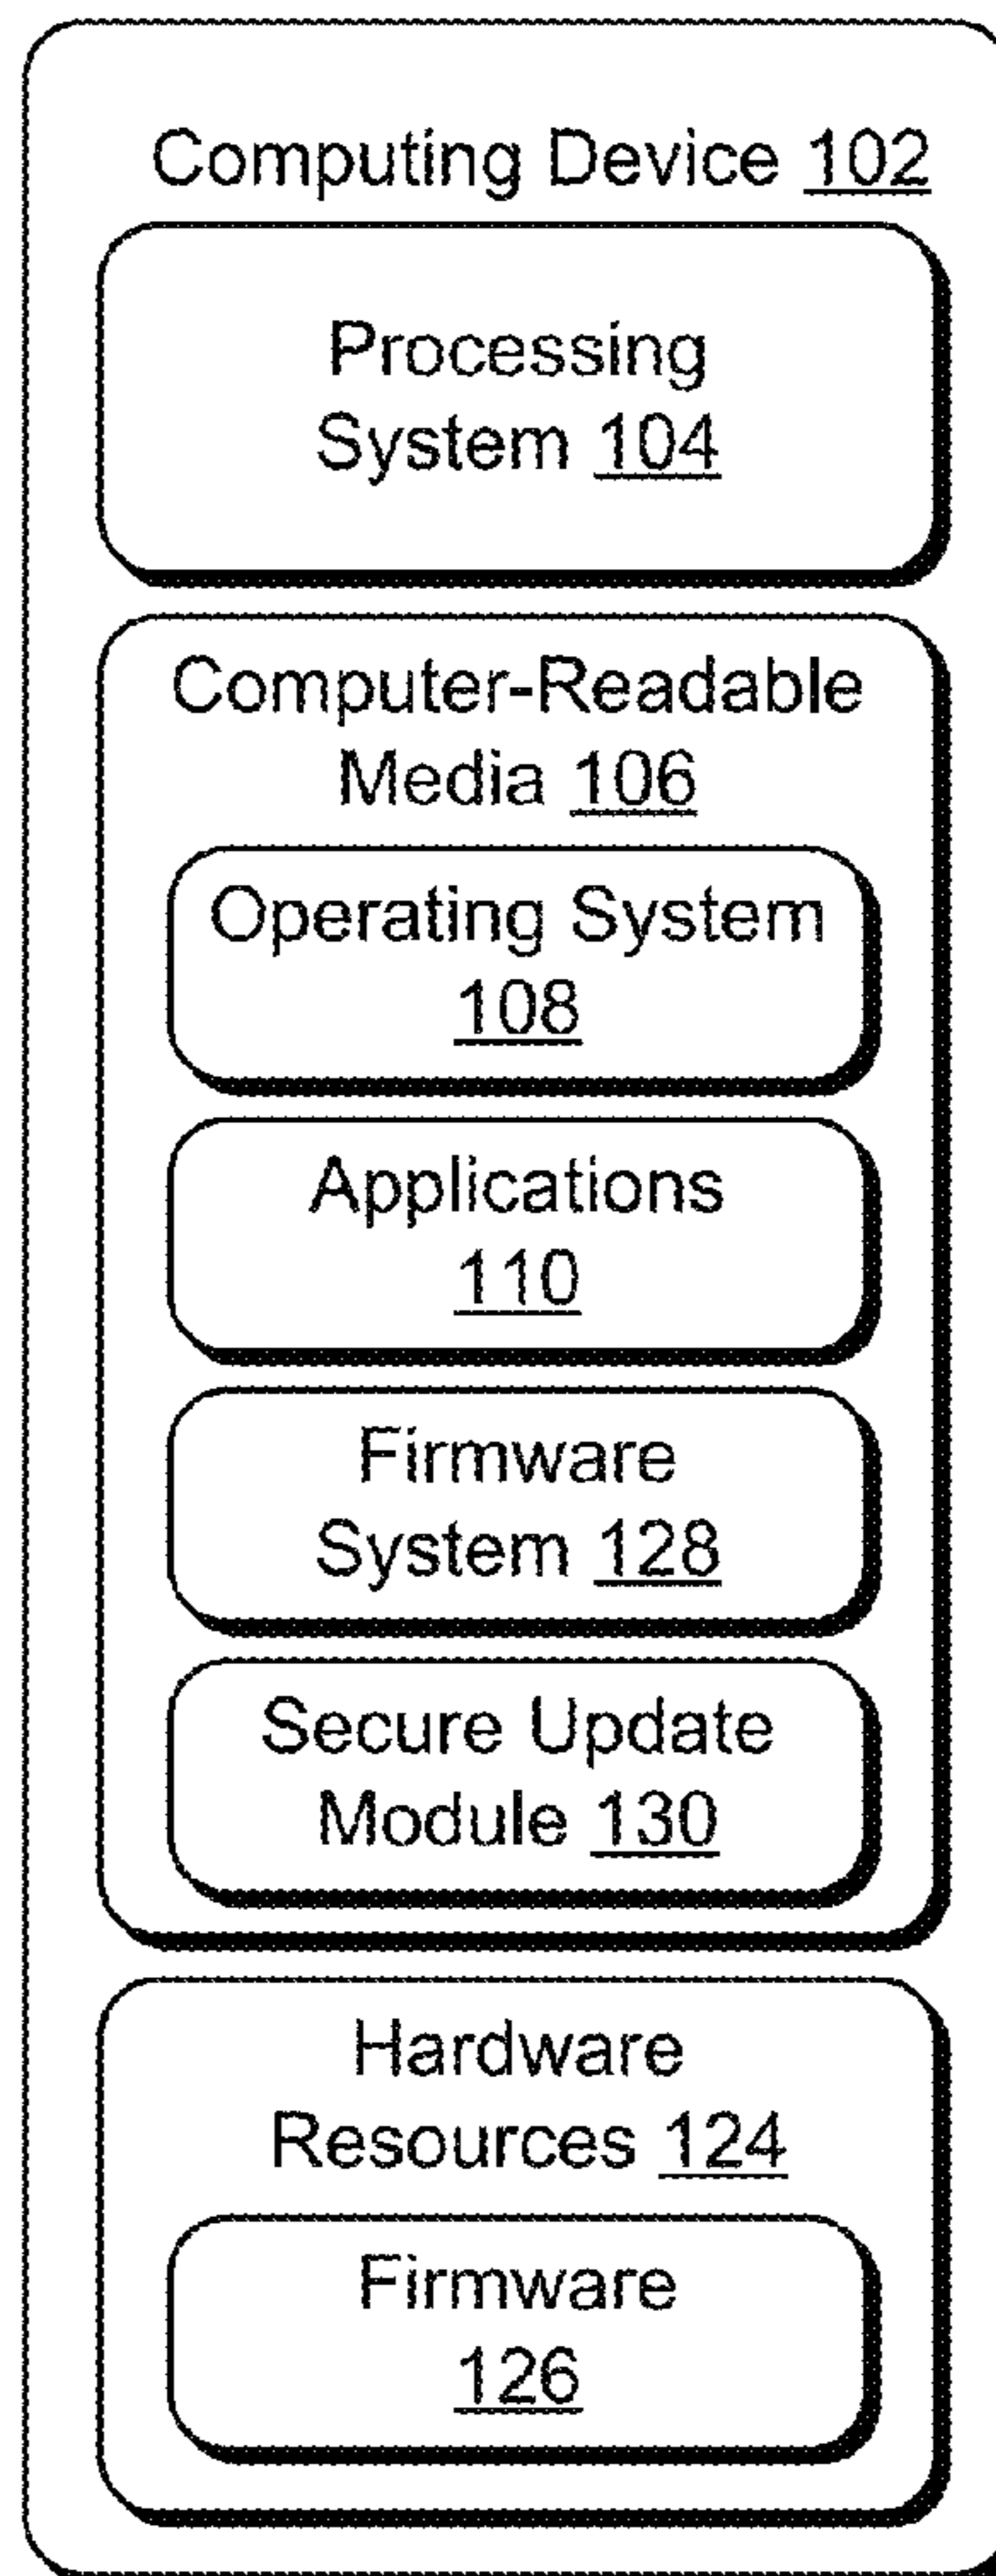 Computing Device 102
Processing
System 104
Computer-Readable
Media 106
Operating System
108
Applications
110
Firmware
System 128
Secure Update
Module 130
Hardware
Resources 124
Firmware
126